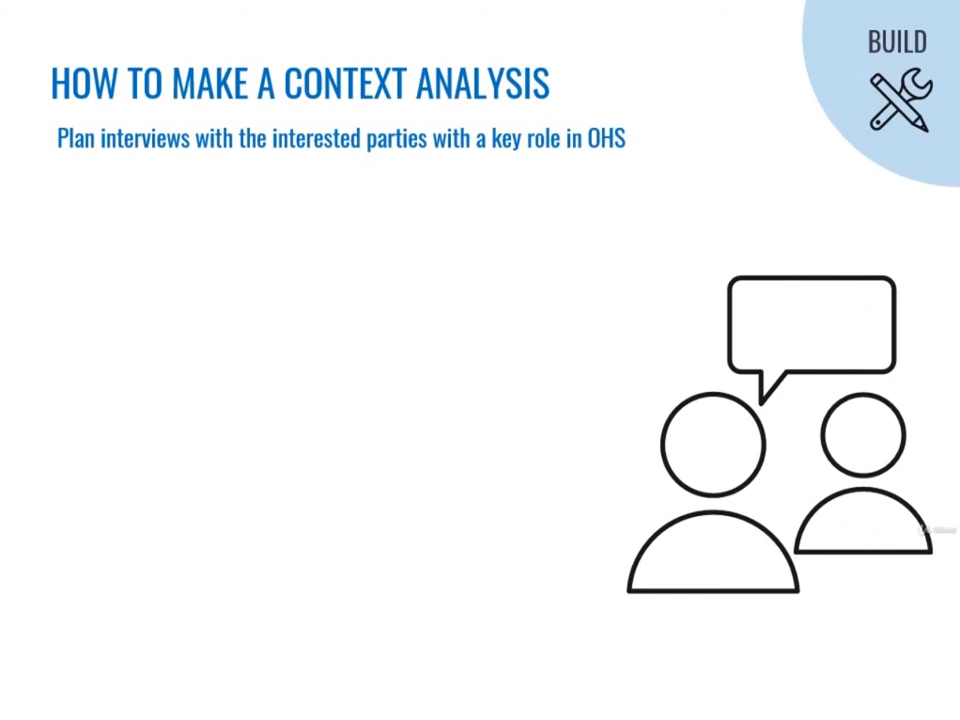 BUILD
HOW TO MAKE A CONTEXT ANALYSIS
Plan interviews with the interested parties with a key role in OHS